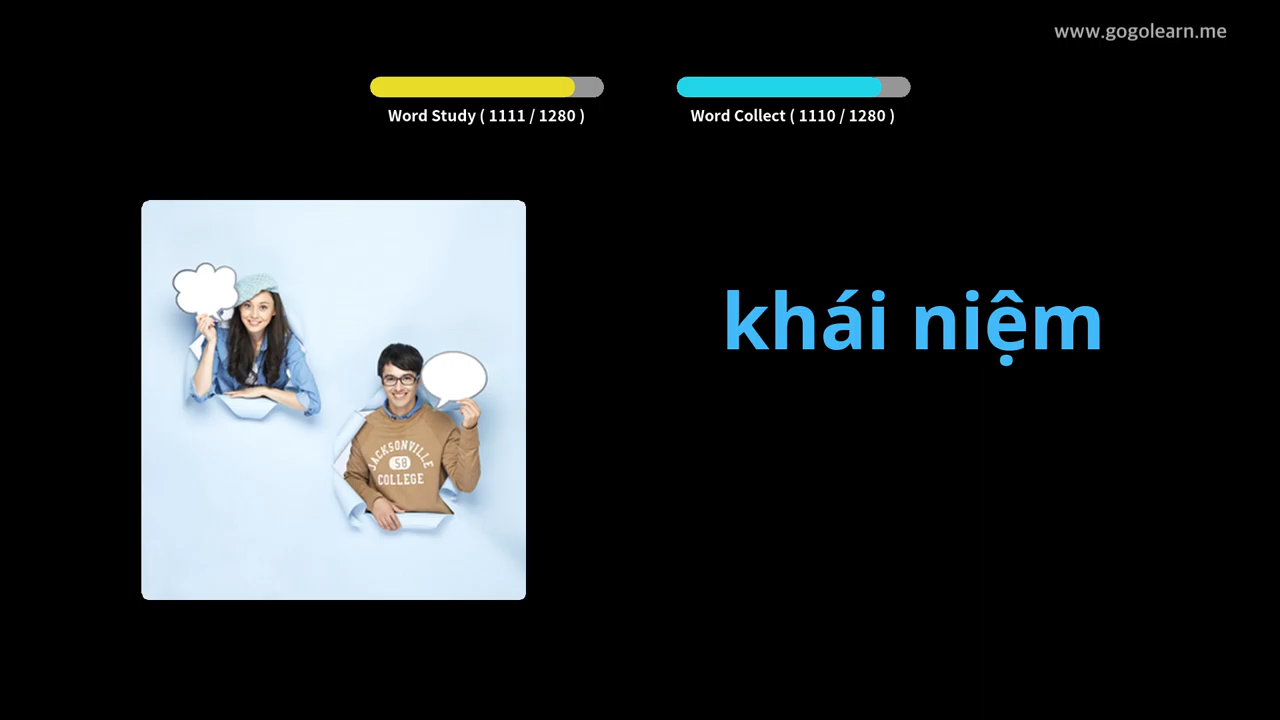 www.gogolearn.me
Word Study ( 1111 / 1280 )
Word Collect ( 1110 / 1280 )
khái niệm
JACKSONVILLE
58
COLLEGE